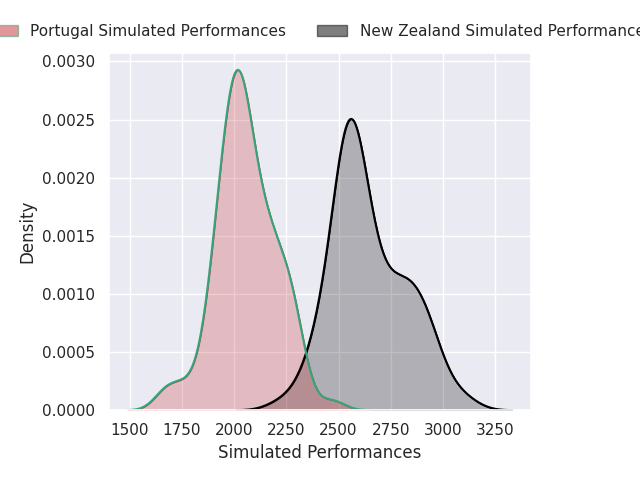 Portugal Simulated Performances New Zealand Simulated Performance
0.0030
0.0025
0.0020
0.0015
0.0010
0.0005
0.0000
Density
1500 1750 2000 2250 2500 2750 3000 3250
Simulated Performances